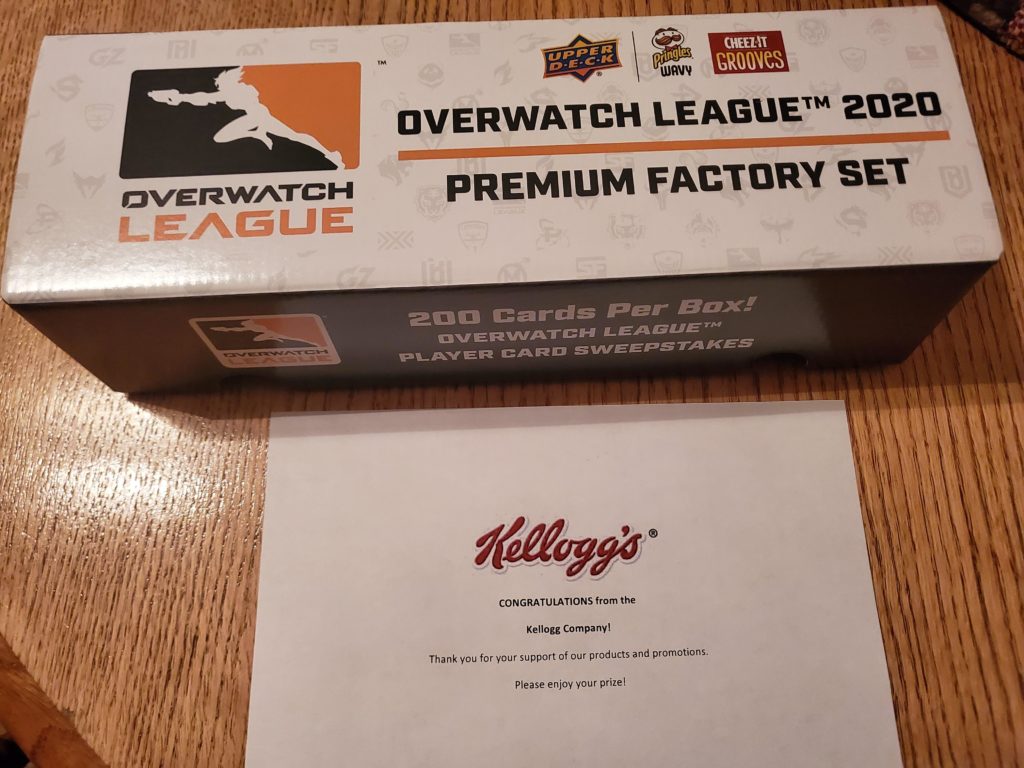 UPPER
D·E·C·K
®
Pringles
WAVY
CHEEZ-IT
GROOVES
™
OVERWATCH
LEAGUE
OVERWATCH LEAGUE™ 2020
PREMIUM FACTORY SET
OVERWATCH
LEAGUE
200 Cards Per Box!
OVERWATCH LEAGUE™
PLAYER CARD SWEEPSTAKES
Kellogg's®
CONGRATULATIONS from the
Kellogg Company!
Thank you for your support of our products and promotions.
Please enjoy your prize!